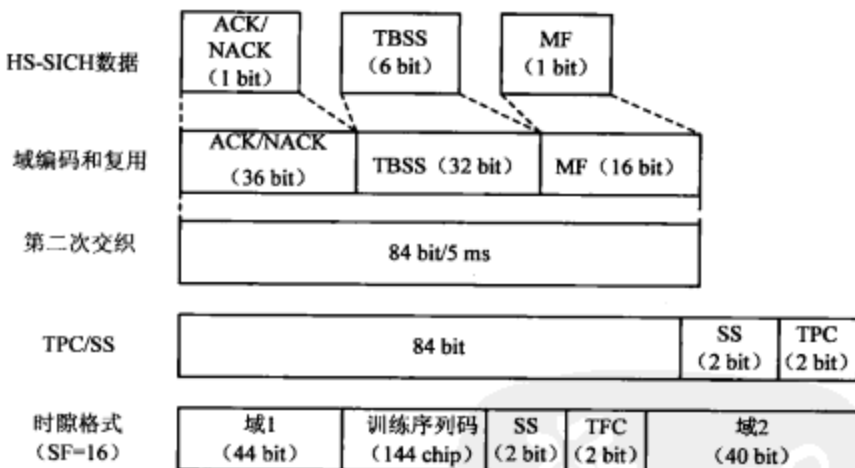 HS-SICH数据
ACK/
NACK
（1 bit）
TBSS
（6 bit）
MF
（1 bit）
域编码和复用
ACK/NACK
（36 bit）
TBSS（32 bit）
MF（16 bit）
第二次交织
84 bit/5 ms
TPC/SS
84 bit
SS
（2 bit）
TPC
（2 bit）
时隙格式
（SF=16）
域1
（44 bit）
训练序列码
（144 chip）
SS
（2 bit）
TFC
（2 bit）
域2
（40 bit）